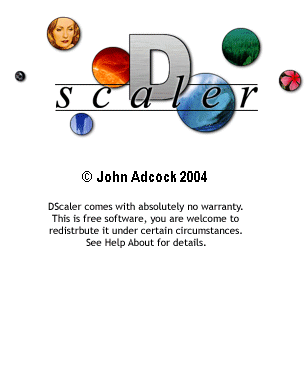 D
scaler
© John Adcock 2004
DScaler comes with absolutely no warranty.
This is free software, you are welcome to
redistrbute it under certain circumstances.
See Help About for details.